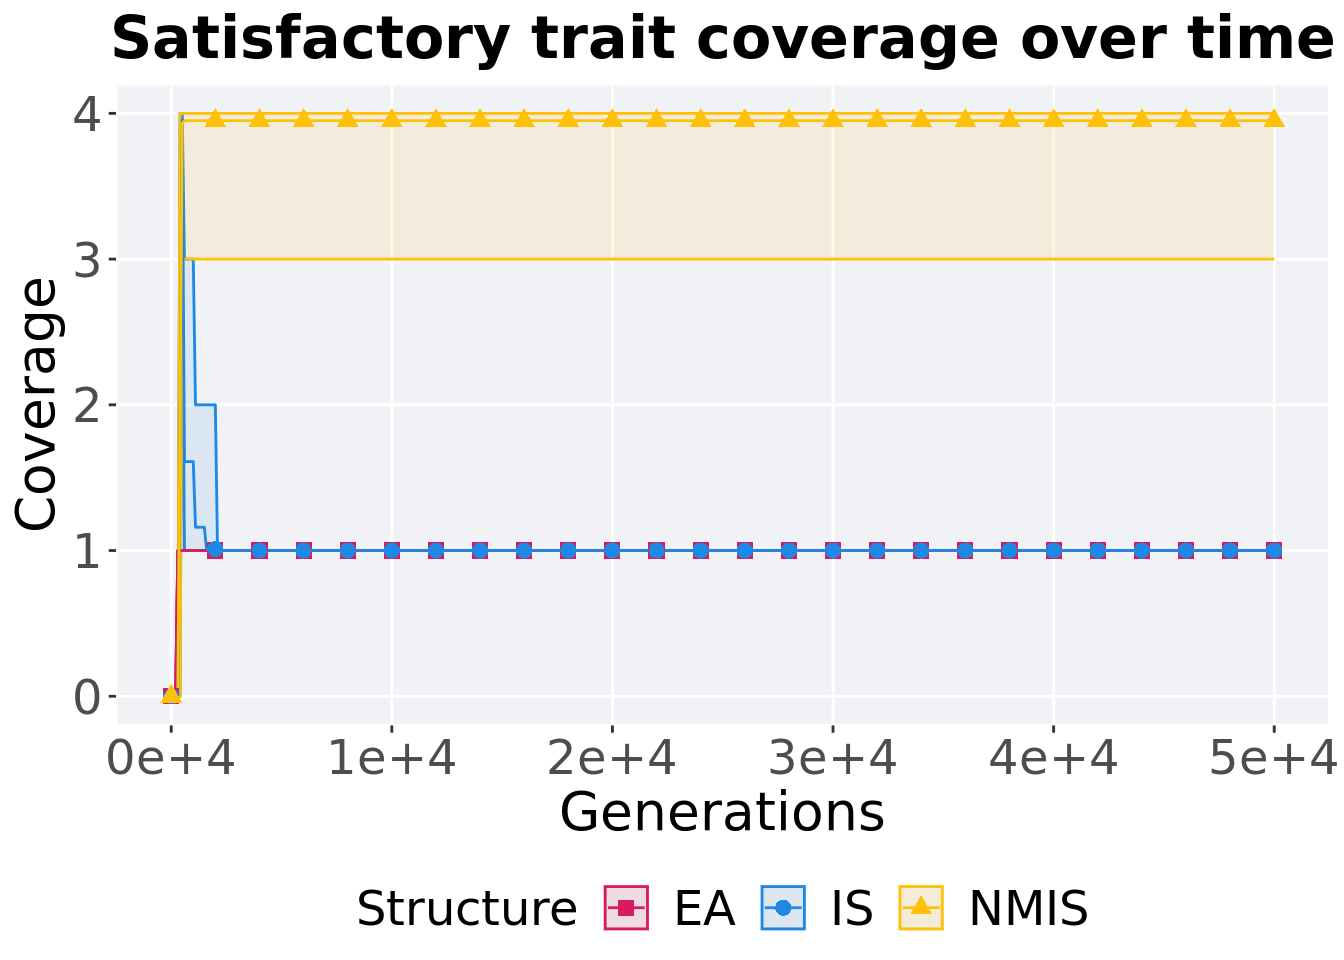 Satisfactory trait coverage over time
4
3
2
1
0
Coverage
0e+4 1e+4 2e+4 3e+4 4e+4 5e+4
Generations
Structure EA IS NMIS